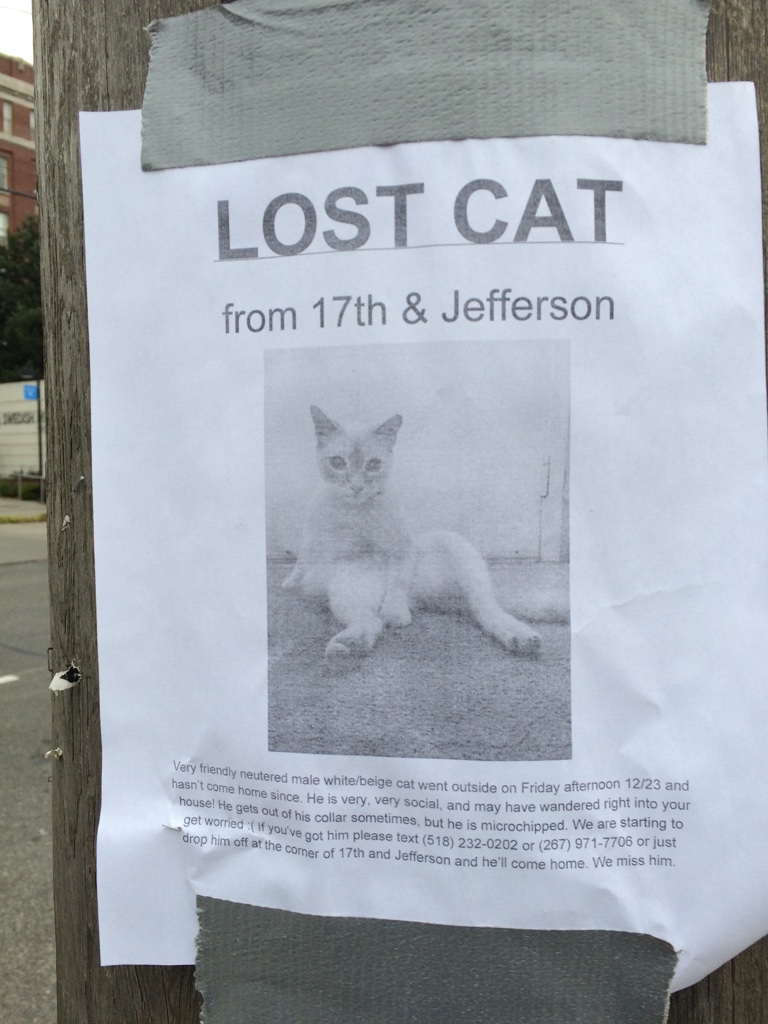 LOST CAT
from 17th & Jefferson
SWEDISH
Very friendly neutered male white/beige cat went outside on Friday afternoon 12/23 and
hasn't come home since. He is very, very social, and may have wandered right into your
house! He gets out of his collar sometimes, but he is microchipped. We are starting to
get worried :( If you've got him please text (518) 232-0202 or (267) 971-7706 or just
drop him off at the corner of 17th and Jefferson and he'll come home. We miss him.